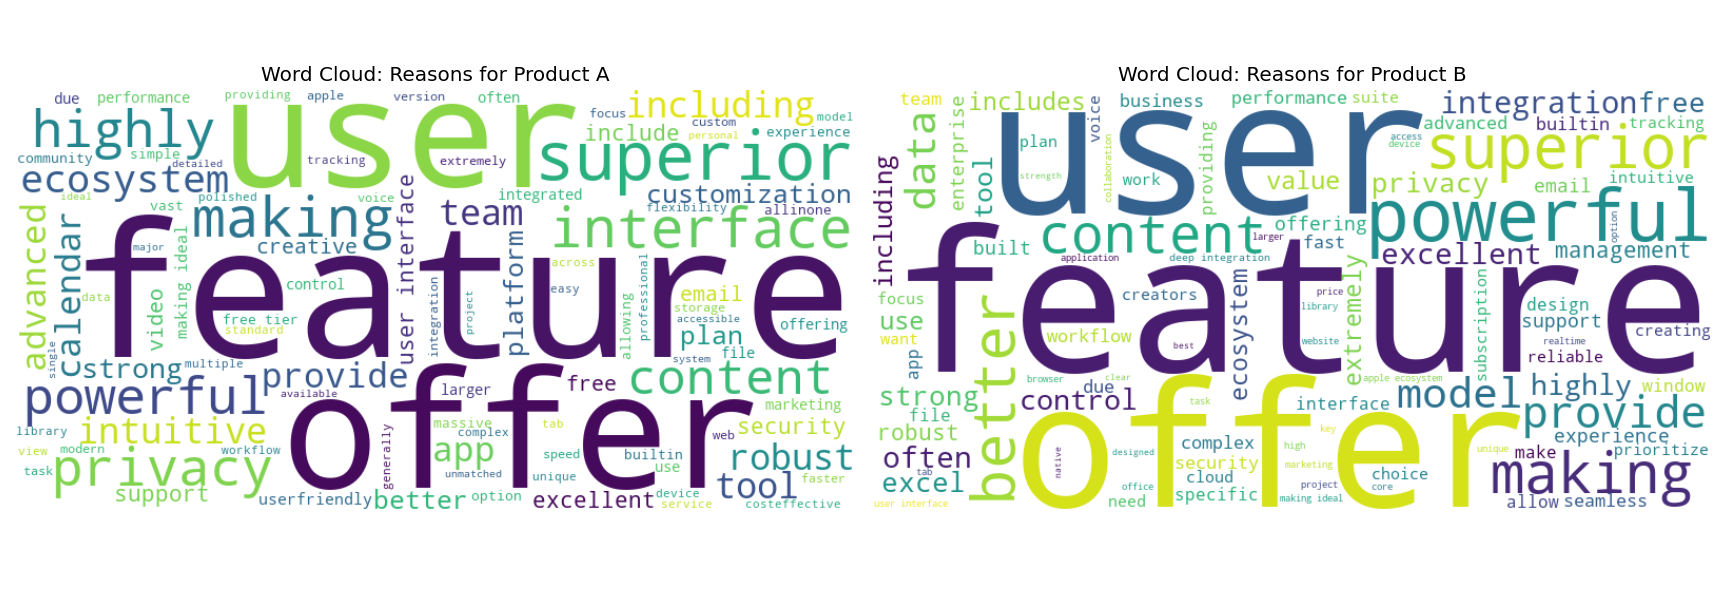 Word Cloud: Reasons for Product A
due performance providing apple version often including
highly user focus custom model
include personal experience
community simple detailed tracking extremely superior
ecosystem integrated customization
ideal polished voice flexibility allinone
vast making team interface
advanced calendar major creative platform across professional
making ideal feature user interface
data video control easy email
free tier integration project allowing storage accessible offering
standard plan file
single strong multiple provide system
powerful available larger free content
library intuitive offer massive tab marketing
view modern workflow generally complex web security
task privacy app speed builtin robust
unmatched unique use faster
support userfriendly better option excellent device tool
service costeffective
Word Cloud: Reasons for Product B
team includes business performance suite integration free
data enterprise voice user access advanced builtin tracking
plan device superior
including tool strength collaboration work providing value privacy email intuitive
content offering powerful option
built larger fast excellent management
application deep integration
focus feature ecosystem creators price subscription design
use library support creating
want workflow extremely website realtime
app best reliable
better browser clear due apple ecosystem highly window
strong control offer task interface model provide
file key experience
robust complex high unique make prioritize
often native designed security marketing choice making
tab cloud project core
excel office specific making ideal allow seamless
user interface need